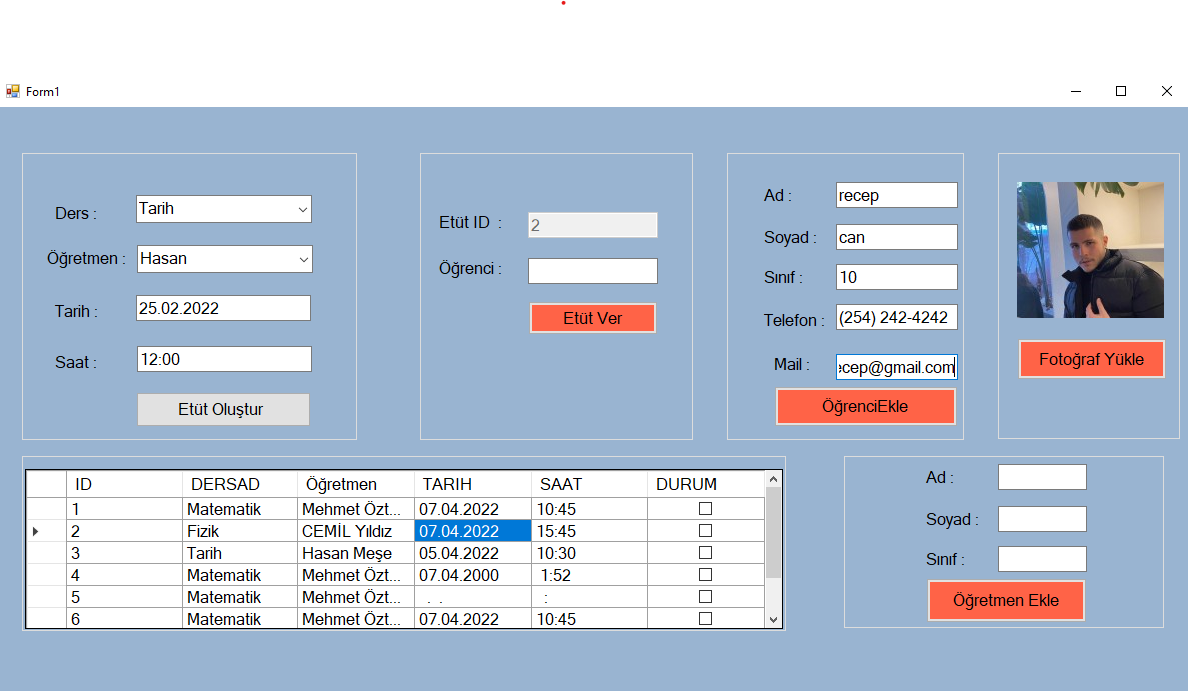 Form1
Ders :
Tarih
Öğretmen :
Hasan
Tarih :
25.02.2022
Saat :
12:00
Etüt Oluştur
Etüt ID :
2
Öğrenci :
Etüt Ver
Ad :
recep
Soyad :
can
Sınıf :
10
Telefon :
(254) 242-4242
Mail :
ecep@gmail.com
ÖğrenciEkle
Fotoğraf Yükle
ID DERSAD Öğretmen TARIH SAAT DURUM
1 Matematik Mehmet Özt... 07.04.2022 10:45
2 Fizik CEMİL Yıldız 07.04.2022 15:45
3 Tarih Hasan Meşe 05.04.2022 10:30
4 Matematik Mehmet Özt... 07.04.2000 1:52
5 Matematik Mehmet Özt... . . :
6 Matematik Mehmet Özt... 07.04.2022 10:45
Ad :
Soyad :
Sınıf :
Öğretmen Ekle